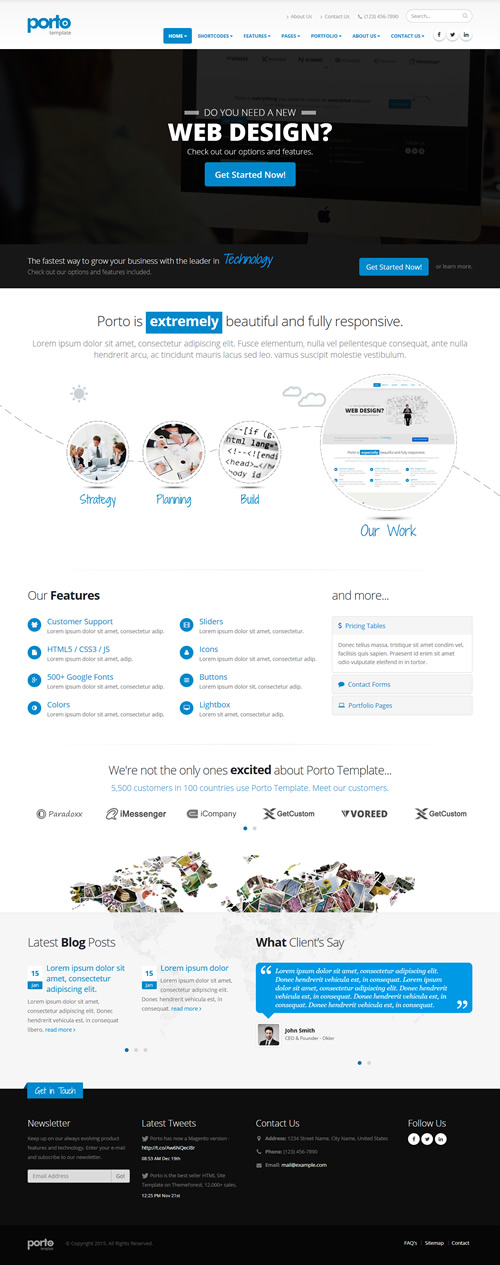 porto
template
About Us
Contact Us
(123) 456-7890
Search...
HOME
SHORTCODES
FEATURES
PAGES
PORTFOLIO
ABOUT US
CONTACT US
DO YOU NEED A NEW
WEB DESIGN?
Check out our options and features.
Get Started Now!
The fastest way to grow your business with the leader in Technology
Check out our options and features included.
Get Started Now!
or learn more.
Porto is extremely beautiful and fully responsive.
Lorem ipsum dolor sit amet, consectetur adipiscing elit. Fusce elementum, nulla vel pellentesque consequat, ante nulla
hendrerit arcu, ac tincidunt mauris lacus sed leo. vamus suscipit molestie vestibulum.
--[if (g
html lang=
<!--<![endi
<head>
WEB DESIGN?
Porto is especially beautiful and fully responsive.
Strategy
Planning
Build
Our Work
Our Features
Customer Support
Lorem ipsum dolor sit amet, consectetur adip.
HTML5 / CSS3 / JS
Lorem ipsum dolor sit amet, adip.
500+ Google Fonts
Lorem ipsum dolor sit amet, consectetur adip.
Colors
Lorem ipsum dolor sit amet, consectetur adip.
Sliders
Lorem ipsum dolor sit amet, consectetur.
Icons
Lorem ipsum dolor sit amet, consectetur adip.
Buttons
Lorem ipsum dolor sit, consectetur adip.
Lightbox
Lorem sit amet, consectetur adip.
and more...
$ Pricing Tables
Donec tellus massa, tristique sit amet condim vel,
facilisis quis sapien. Praesent id enim sit amet
odio vulputate eleifend in in tortor.
Contact Forms
Portfolio Pages
We're not the only ones excited about Porto Template...
5,500 customers in 100 countries use Porto Template. Meet our customers.
Paradoxx
iMessenger
iCompany
GetCustom
VOREED
GetCustom
Latest Blog Posts
15
Jan
Lorem ipsum dolor sit
amet, consectetur
adipiscing elit.
Lorem ipsum dolor sit amet,
consectetur adipiscing elit. Donec
hendrerit vehicula est, in consequat
libero. read more
15
Jan
Lorem ipsum dolor
Lorem ipsum dolor sit amet,
consectetur adipiscing elit.
Donec hendrerit vehicula est, in
consequat. read more
What Client's Say
Lorem ipsum dolor sit amet, consectetur adipiscing elit.
Donec hendrerit vehicula est, in consequat. Lorem ipsum
dolor sit amet, consectetur adipiscing elit. Donec hendrerit
vehicula est, in consequat. Donec hendrerit vehicula est, in
consequat.
John Smith
CEO & Founder - Okler
Get in Touch
Newsletter
Keep up on our always evolving product
features and technology. Enter your e-mail
and subscribe to our newsletter.
Email Address
Go!
Latest Tweets
Porto has now a Magento version -
08:53 AM Dec 19th
Porto is the best seller HTML Site
Template on ThemeForest, 12,000+ sales.
12:25 PM Nov 21st
Contact Us
Address: 1234 Street Name, City Name, United States
Phone: (123) 456-7890
Email: mail@example.com
Follow Us
porto
template
© Copyright 2015. All Rights Reserved.
FAQ's
Sitemap
Contact